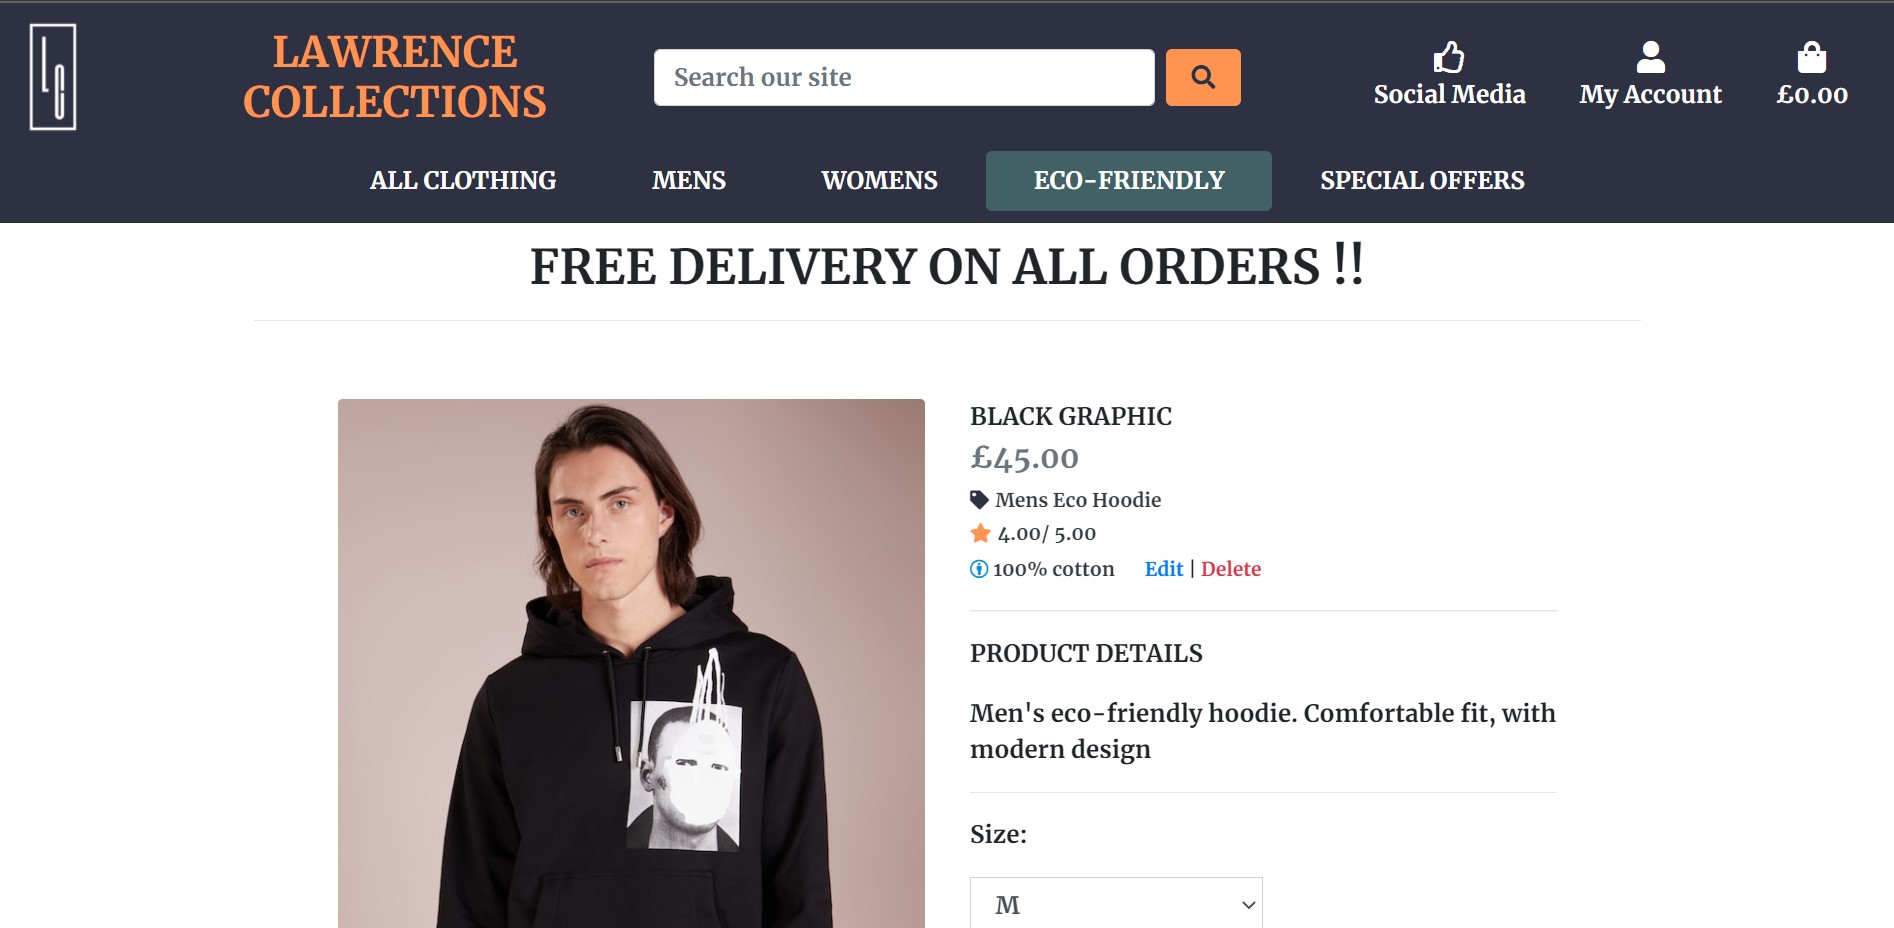 LAWRENCE
COLLECTIONS
Search our site
Social Media
My Account
£0.00
ALL CLOTHING
MENS
WOMENS
ECO-FRIENDLY
SPECIAL OFFERS
FREE DELIVERY ON ALL ORDERS !!
BLACK GRAPHIC
£45.00
Mens Eco Hoodie
4.00/ 5.00
100% cotton Edit | Delete
PRODUCT DETAILS
Men's eco-friendly hoodie. Comfortable fit, with
modern design
Size:
M